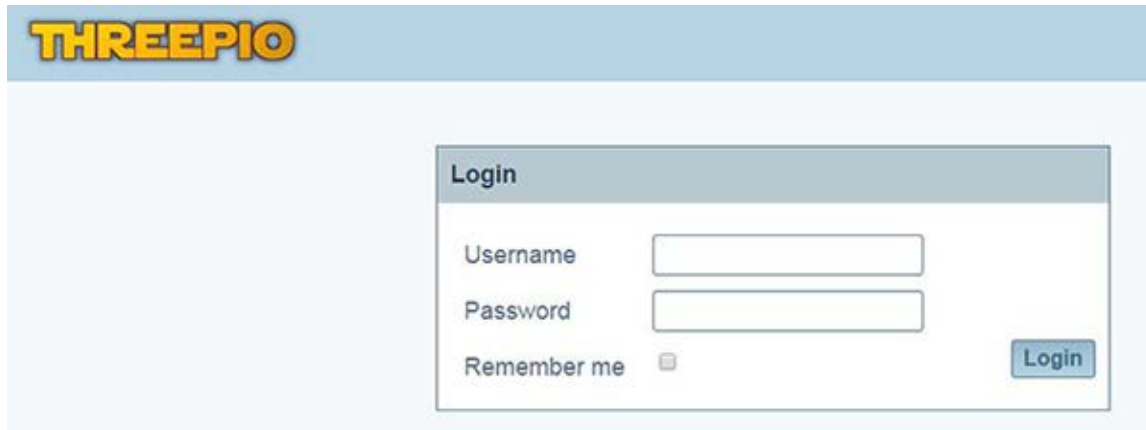 THREEPIO
Login
Username
Password
Remember me
Login